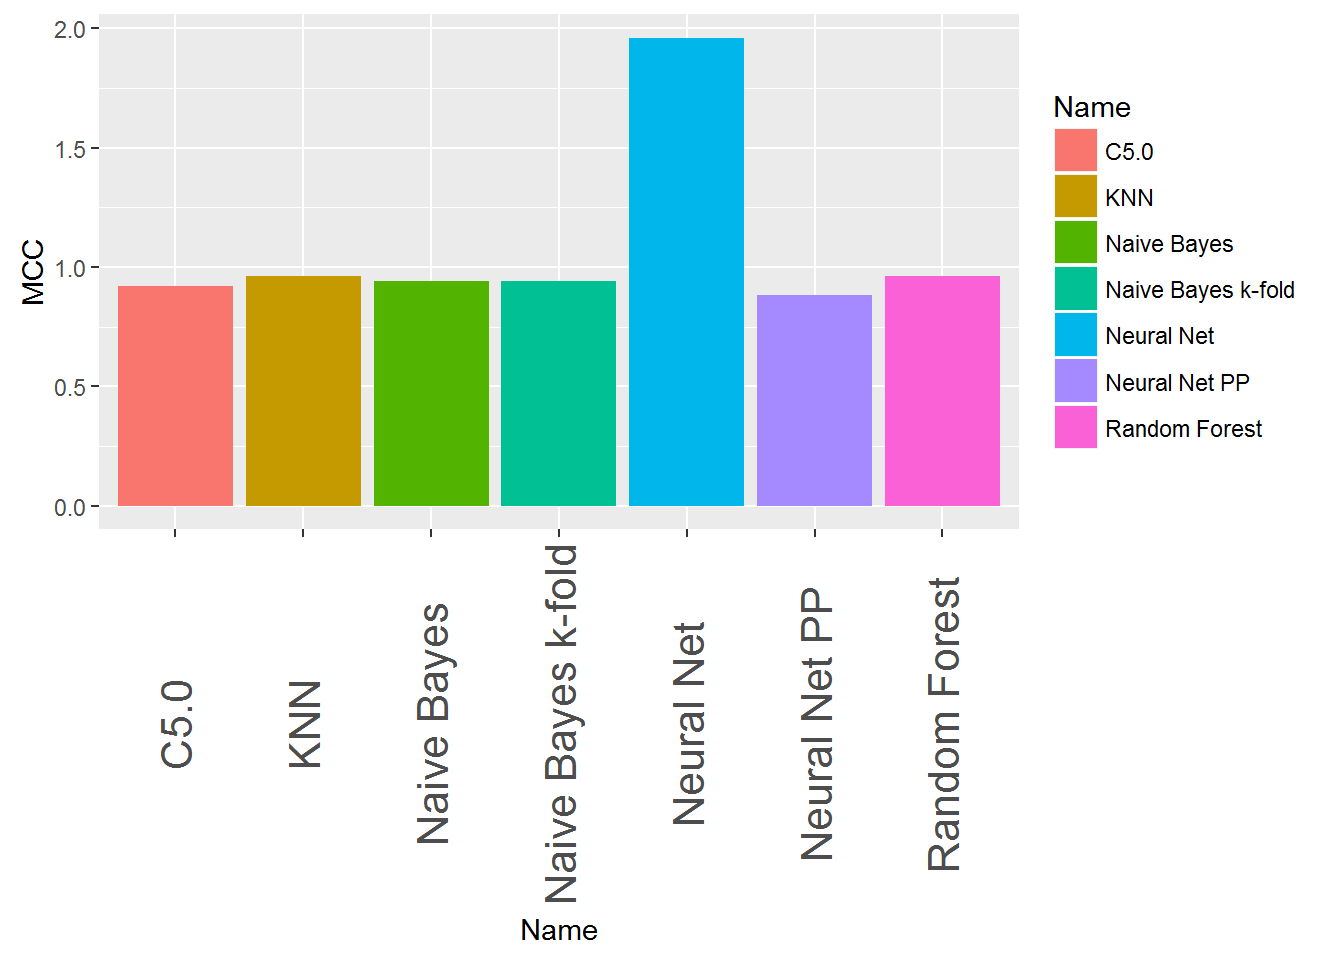 2.0
1.5
1.0
0.5
0.0
MCC
C5.0
KNN
Naive Bayes
Naive Bayes k-fold
Neural Net
Neural Net PP
Random Forest
Name
Name
C5.0
KNN
Naive Bayes
Naive Bayes k-fold
Neural Net
Neural Net PP
Random Forest